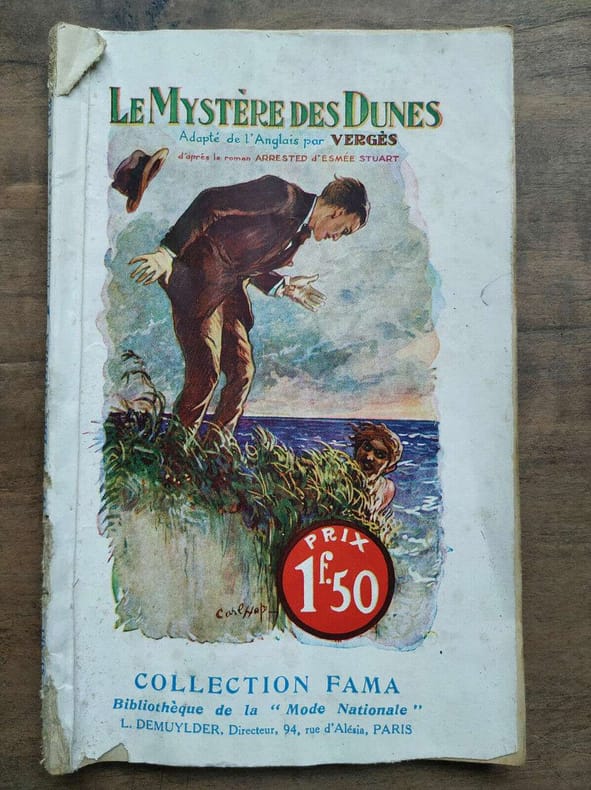 LE MYSTÈRE DES DUNES
Adapté de l'Anglais par VERGÈS
d'après le roman ARRESTED d'ESMÉE STUART
PRIX
1f.50
COLLECTION FAMA
Bibliothèque de la "Mode Nationale"
L. DEMUYLDER, Directeur, 94, rue d'Alésia, PARIS